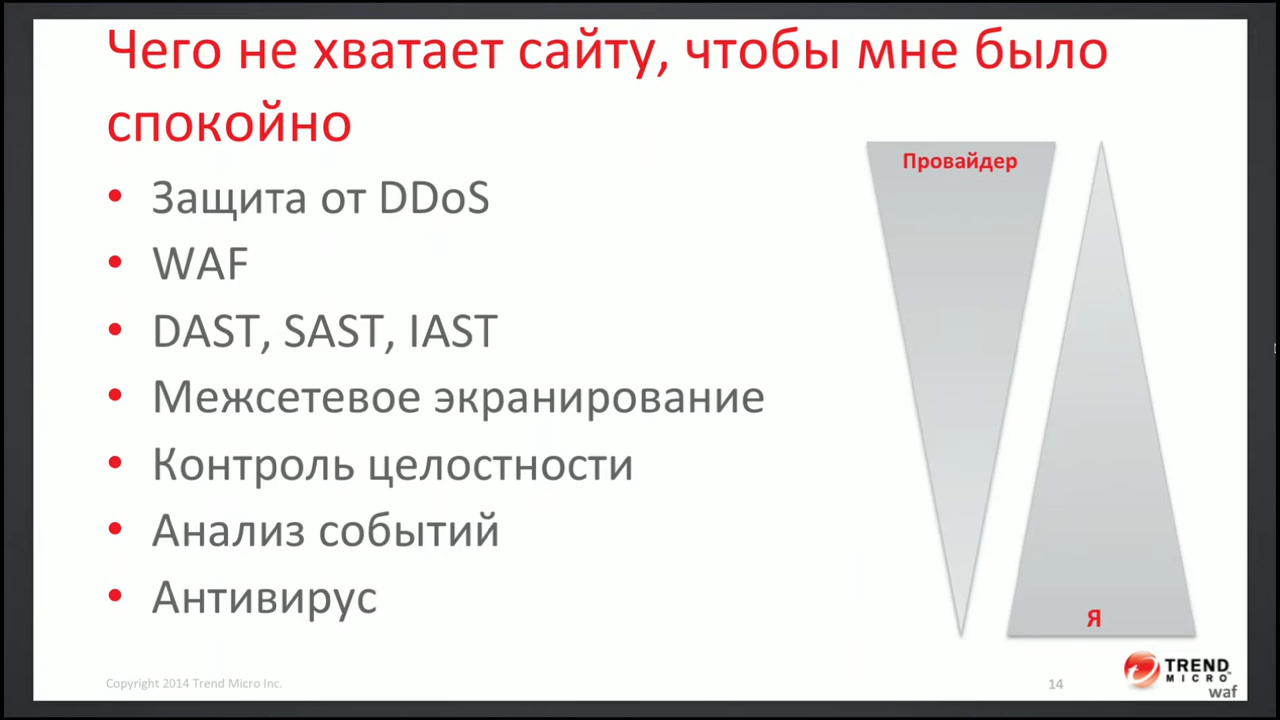 Чего не хватает сайту, чтобы мне было
спокойно
• Защита от DDoS
• WAF
• DAST, SAST, IAST
• Межсетевое экранирование
• Контроль целостности
• Анализ событий
• Антивирус
Провайдер
Я
Copyright 2014 Trend Micro Inc.
14
TREND
MICRO™
waf